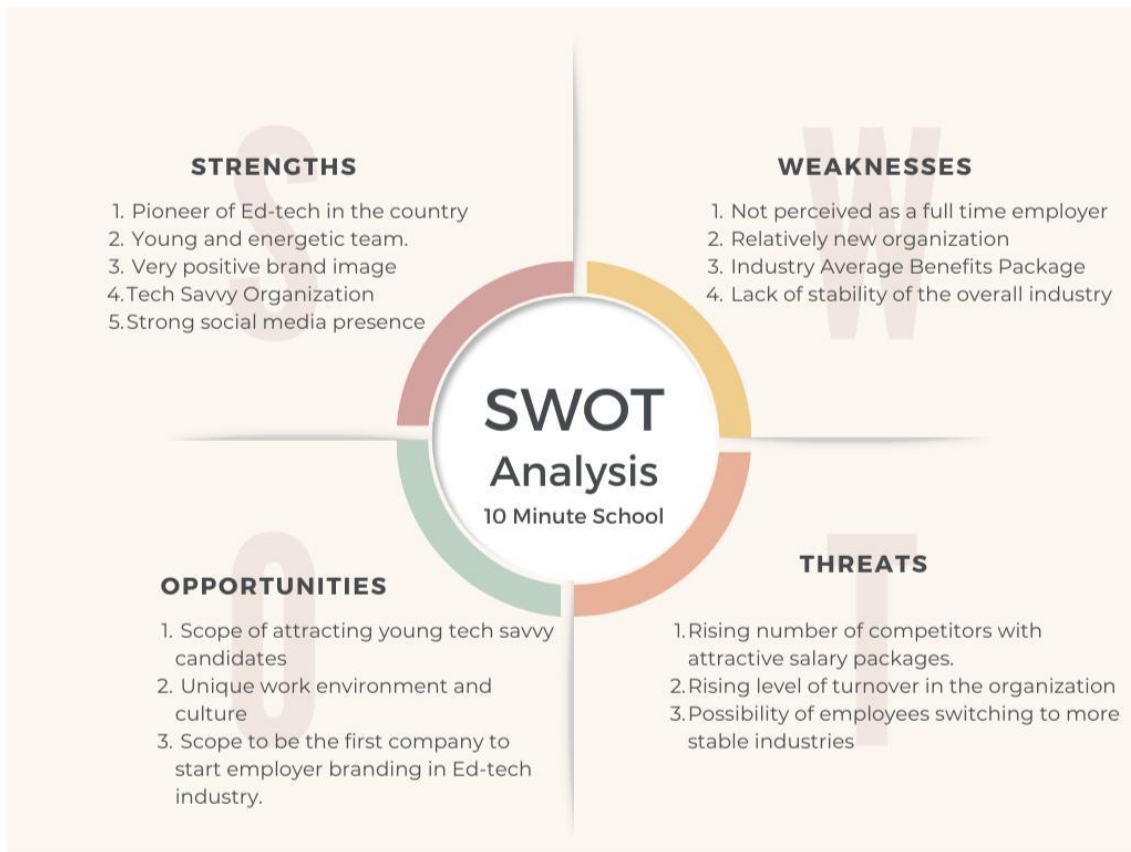 STRENGTHS
1. Pioneer of Ed-tech in the country
2. Young and energetic team.
3. Very positive brand image
4.Tech Savvy Organization
5.Strong social media presence
S
WEAKNESSES
1. Not perceived as a full time employer
2. Relatively new organization
3. Industry Average Benefits Package
4. Lack of stability of the overall industry
W
SWOT
Analysis
10 Minute School
OPPORTUNITIES
1. Scope of attracting young tech savvy
candidates
2. Unique work environment and
culture
3. Scope to be the first company to
start employer branding in Ed-tech
industry.
O
THREATS
1.Rising number of competitors with
attractive salary packages.
2.Rising level of turnover in the organization
3.Possibility of employees switching to more
stable industries
T